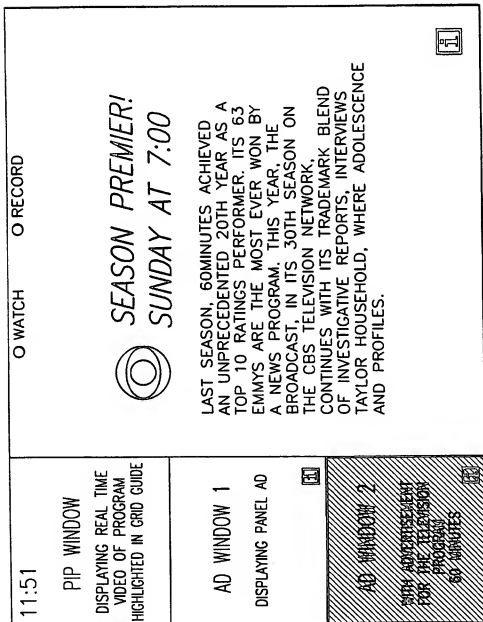 11:51
O WATCH
O RECORD
PIP WINDOW
DISPLAYING REAL TIME
VIDEO OF PROGRAM
HIGHLIGHTED IN GRID GUIDE
AD WINDOW 1
DISPLAYING PANEL AD
i
AD WINDOW 2
WITH ADVERTISEMENT
FOR THE TELEVISION
PROGRAM
60 MINUTES
SEASON PREMIER!
SUNDAY AT 7:00
LAST SEASON, 60MINUTES ACHIEVED
AN UNPRECEDENTED 20TH YEAR AS A
TOP 10 RATINGS PERFORMER. ITS 63
EMMYS ARE THE MOST EVER WON BY
A NEWS PROGRAM. THIS YEAR, THE
BROADCAST, IN ITS 30TH SEASON ON
THE CBS TELEVISION NETWORK,
CONTINUES WITH ITS TRADEMARK BLEND
OF INVESTIGATIVE REPORTS, INTERVIEWS
TAYLOR HOUSEHOLD, WHERE ADOLESCENCE
AND PROFILES.
i